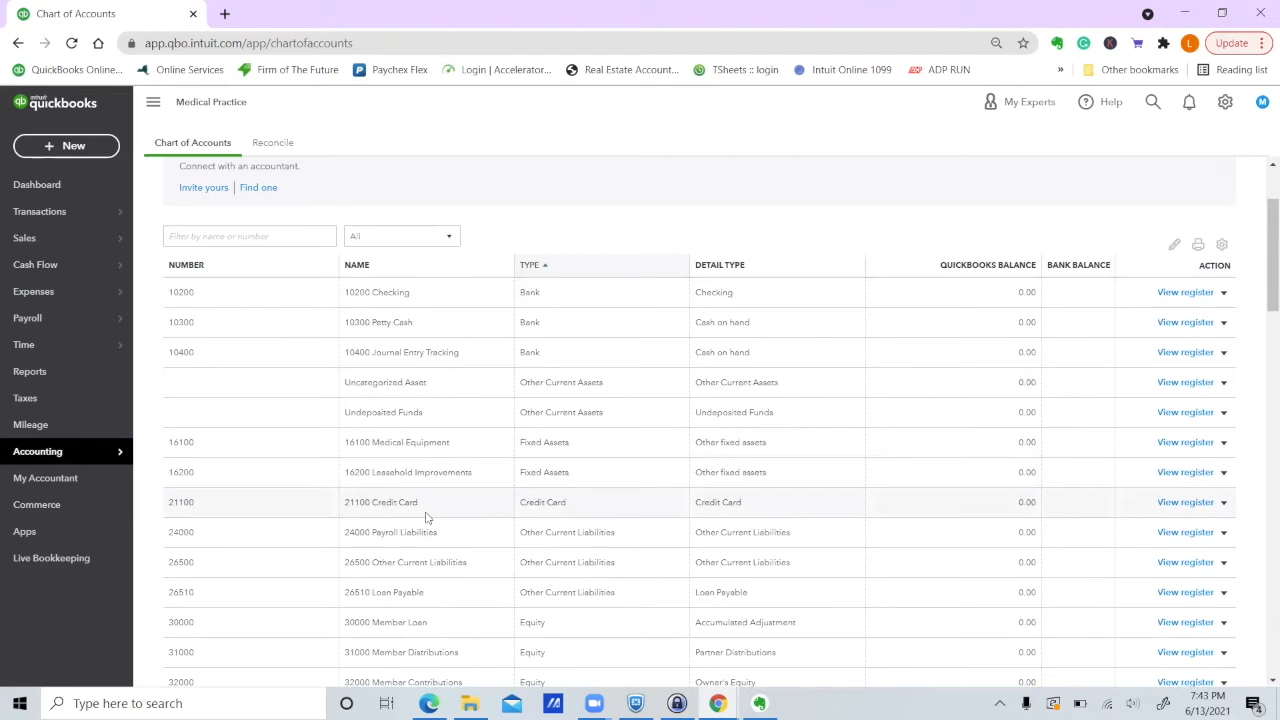 Chart of Accounts
app.qbo.intuit.com/app/chartofaccounts
Update
QuickBooks Online... Online Services Firm of The Future Paychex Flex Login | Accelerator... Real Estate Account... TSheets :: login Intuit Online 1099 ADP RUN » Other bookmarks Reading list
intuit quickbooks
Medical Practice
My Experts
Help
M
+ New
Dashboard
Transactions
Sales
Cash Flow
Expenses
Payroll
Time
Reports
Taxes
Mileage
Accounting
My Accountant
Commerce
Apps
Live Bookkeeping
Chart of Accounts Reconcile
Connect with an accountant.
Invite yours | Find one
Filter by name or number All
NUMBER NAME TYPE DETAIL TYPE QUICKBOOKS BALANCE BANK BALANCE ACTION
10200 10200 Checking Bank Checking 0.00 View register
10300 10300 Petty Cash Bank Cash on hand 0.00 View register
10400 10400 Journal Entry Tracking Bank Cash on hand 0.00 View register
Uncategorized Asset Other Current Assets Other Current Assets 0.00 View register
Undeposited Funds Other Current Assets Undeposited Funds 0.00 View register
16100 16100 Medical Equipment Fixed Assets Other fixed assets 0.00 View register
16200 16200 Leasehold Improvements Fixed Assets Other fixed assets 0.00 View register
21100 21100 Credit Card Credit Card Credit Card 0.00 View register
24000 24000 Payroll Liabilities Other Current Liabilities Other Current Liabilities 0.00 View register
26500 26500 Other Current Liabilities Other Current Liabilities Other Current Liabilities 0.00 View register
26510 26510 Loan Payable Other Current Liabilities Loan Payable 0.00 View register
30000 30000 Member Loan Equity Accumulated Adjustment 0.00 View register
31000 31000 Member Distributions Equity Partner Distributions 0.00 View register
32000 32000 Member Contributions Equity Owner's Equity 0.00 View register
Type here to search
7:43 PM
6/13/2021
4